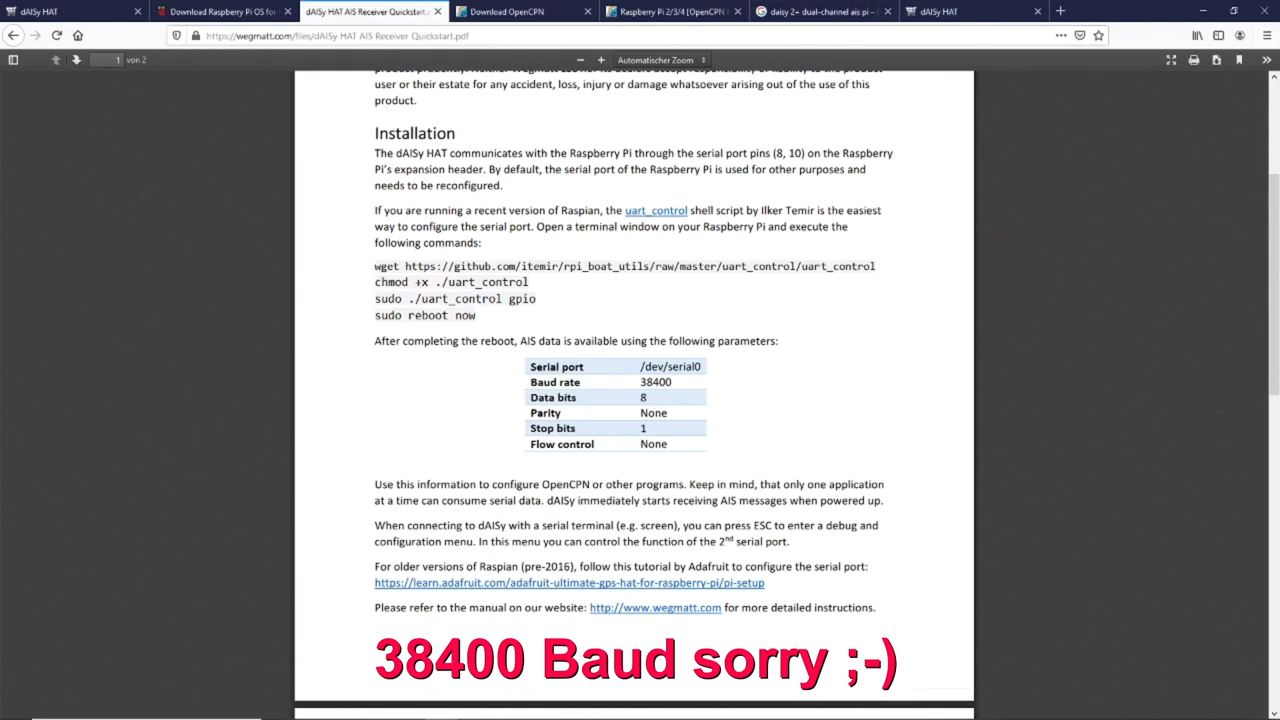 dAISy HAT
Download Raspberry Pi OS for
dAISy HAT AIS Receiver Quickstart.p
Download OpenCPN
Raspberry Pi 2/3/4 [OpenCPN
daisy 2+ dual-channel ais pi –
dAISy HAT
https://wegmatt.com/files/dAISy HAT AIS Receiver Quickstart.pdf
1 von 2
Automatischer Zoom
user or their estate for any accident, loss, injury or damage whatsoever arising out of the use of this
product.
Installation
The dAISy HAT communicates with the Raspberry Pi through the serial port pins (8, 10) on the Raspberry
Pi's expansion header. By default, the serial port of the Raspberry Pi is used for other purposes and
needs to be reconfigured.
If you are running a recent version of Raspian, the uart_control shell script by Ilker Temir is the easiest
way to configure the serial port. Open a terminal window on your Raspberry Pi and execute the
following commands:
wget https://github.com/itemir/rpi_boat_utils/raw/master/uart_control/uart_control
chmod +x ./uart_control
sudo ./uart_control gpio
sudo reboot now
After completing the reboot, AIS data is available using the following parameters:
Serial port /dev/serial0
Baud rate 38400
Data bits 8
Parity None
Stop bits 1
Flow control None
Use this information to configure OpenCPN or other programs. Keep in mind, that only one application
at a time can consume serial data. dAISy immediately starts receiving AIS messages when powered up.
When connecting to dAISy with a serial terminal (e.g. screen), you can press ESC to enter a debug and
configuration menu. In this menu you can control the function of the 2nd serial port.
For older versions of Raspian (pre-2016), follow this tutorial by Adafruit to configure the serial port:
https://learn.adafruit.com/adafruit-ultimate-gps-hat-for-raspberry-pi/pi-setup
Please refer to the manual on our website: http://www.wegmatt.com for more detailed instructions.
38400 Baud sorry ;-)